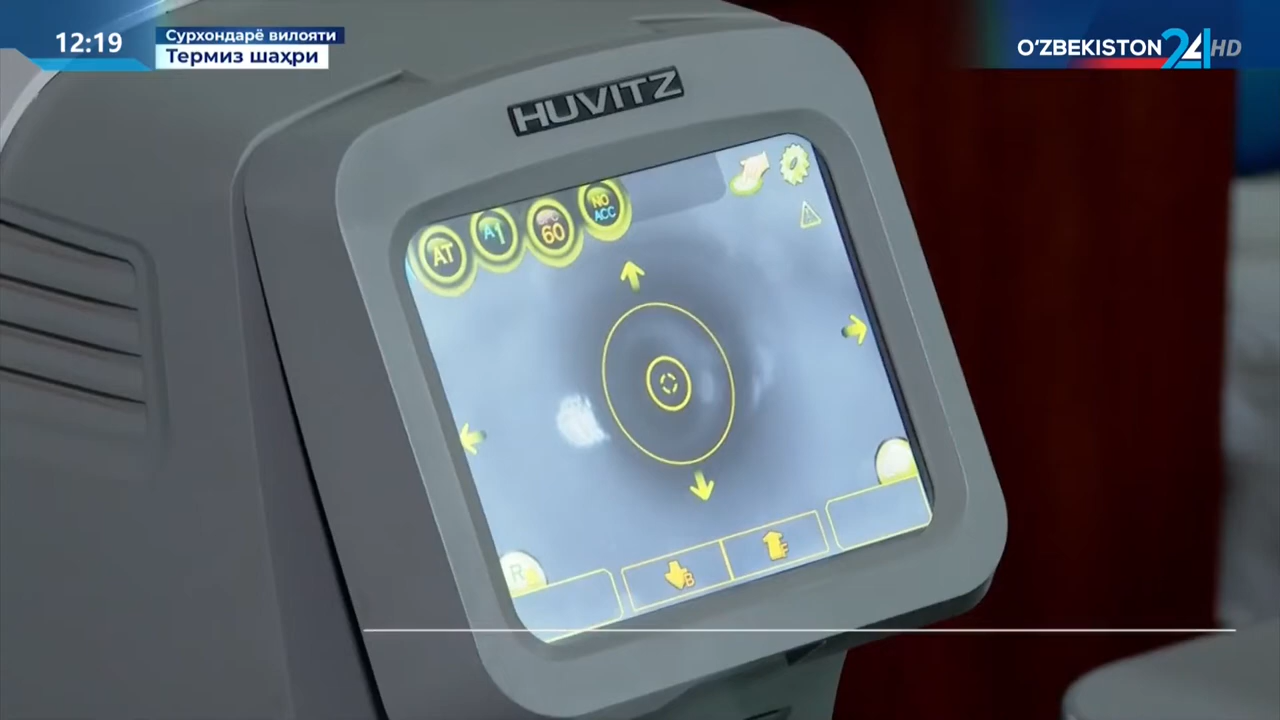 12:19
Сурхондарё вилояти
Термиз шаҳри
O'ZBEKISTON 24 HD
HUVITZ
AT
A1
60
NO
ACC
R
B